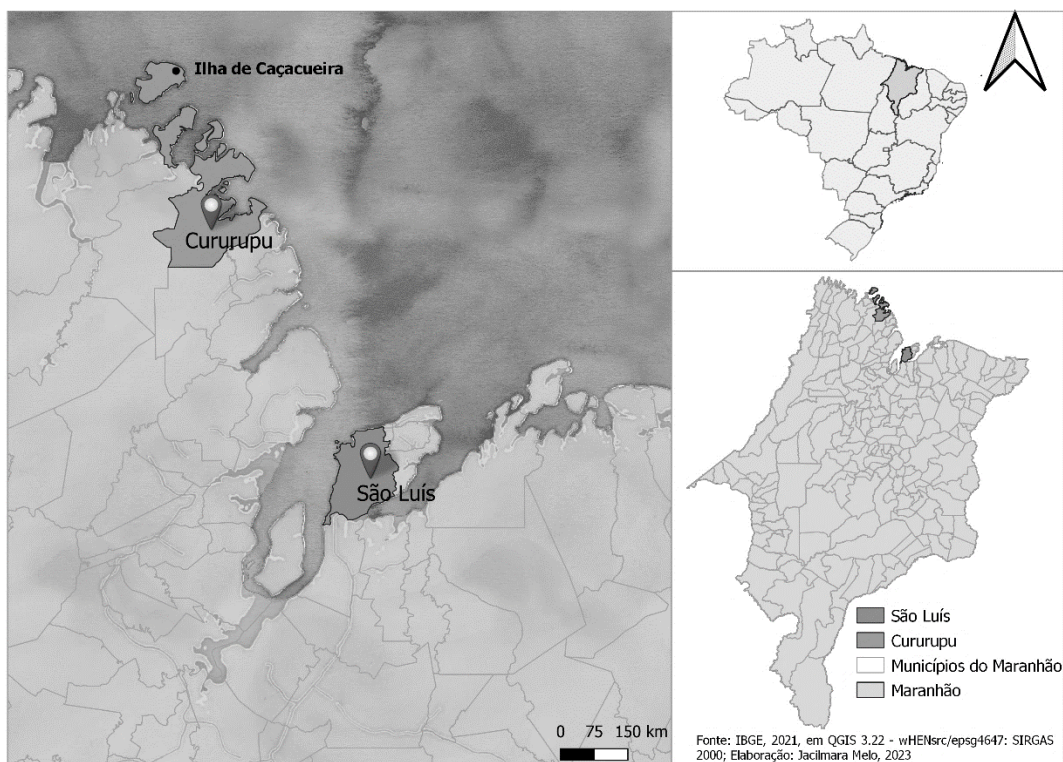 Ilha de Caçacueira
Cururupu
São Luís
0 75 150 km
São Luís
Cururupu
Municípios do Maranhão
Maranhão
Fonte: IBGE, 2021, em QGIS 3.22 - wHENsrc/epsg4647: SIRGAS
2000; Elaboração: Jacilmara Melo, 2023